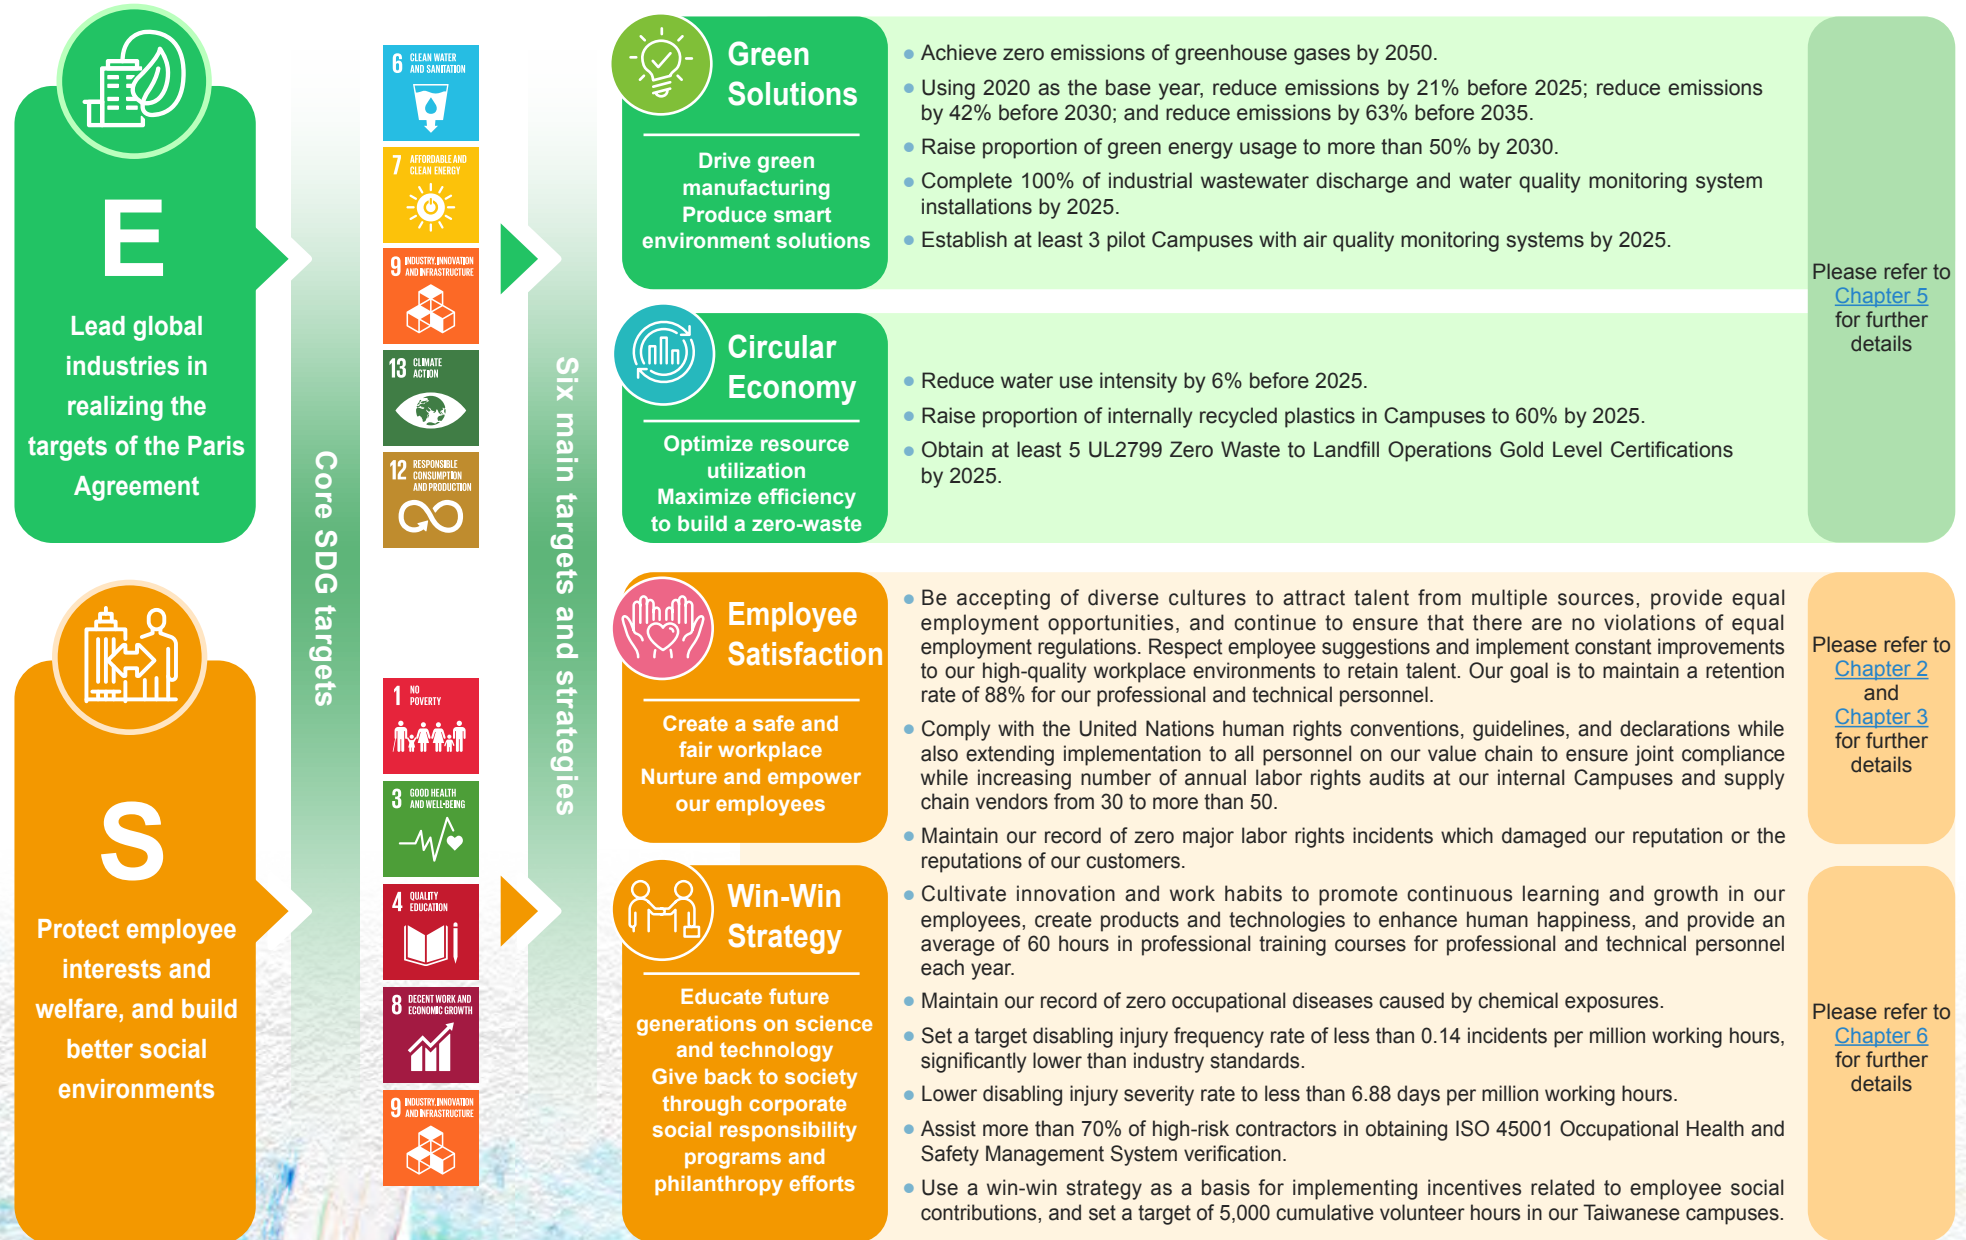 E
Lead global
industries in
realizing the
targets of the Paris
Agreement
Core SDG targets
6 CLEAN WATER
AND SANITATION
7 AFFORDABLE AND
CLEAN ENERGY
9 INDUSTRY, INNOVATION
AND INFRASTRUCTURE
13 CLIMATE
ACTION
12 RESPONSIBLE
CONSUMPTION
AND PRODUCTION
Six main targets and strategies
Green
Solutions
Drive green
manufacturing
Produce smart
environment solutions
• Achieve zero emissions of greenhouse gases by 2050.
• Using 2020 as the base year, reduce emissions by 21% before 2025; reduce emissions
by 42% before 2030; and reduce emissions by 63% before 2035.
• Raise proportion of green energy usage to more than 50% by 2030.
• Complete 100% of industrial wastewater discharge and water quality monitoring system
installations by 2025.
• Establish at least 3 pilot Campuses with air quality monitoring systems by 2025.
Circular
Economy
Optimize resource
utilization
Maximize efficiency
to build a zero-waste
• Reduce water use intensity by 6% before 2025.
• Raise proportion of internally recycled plastics in Campuses to 60% by 2025.
• Obtain at least 5 UL2799 Zero Waste to Landfill Operations Gold Level Certifications
by 2025.
Please refer to
Chapter 5
for further
details
S
Protect employee
interests and
welfare, and build
better social
environments
1 NO
POVERTY
3 GOOD HEALTH
AND WELL-BEING
4 QUALITY
EDUCATION
8 DECENT WORK AND
ECONOMIC GROWTH
9 INDUSTRY, INNOVATION
AND INFRASTRUCTURE
Employee
Satisfaction
Create a safe and
fair workplace
Nurture and empower
our employees
Win-Win
Strategy
Educate future
generations on science
and technology
Give back to society
through corporate
social responsibility
programs and
philanthropy efforts
• Be accepting of diverse cultures to attract talent from multiple sources, provide equal
employment opportunities, and continue to ensure that there are no violations of equal
employment regulations. Respect employee suggestions and implement constant improvements
to our high-quality workplace environments to retain talent. Our goal is to maintain a retention
rate of 88% for our professional and technical personnel.
• Comply with the United Nations human rights conventions, guidelines, and declarations while
also extending implementation to all personnel on our value chain to ensure joint compliance
while increasing number of annual labor rights audits at our internal Campuses and supply
chain vendors from 30 to more than 50.
• Maintain our record of zero major labor rights incidents which damaged our reputation or the
reputations of our customers.
• Cultivate innovation and work habits to promote continuous learning and growth in our
employees, create products and technologies to enhance human happiness, and provide an
average of 60 hours in professional training courses for professional and technical personnel
each year.
• Maintain our record of zero occupational diseases caused by chemical exposures.
• Set a target disabling injury frequency rate of less than 0.14 incidents per million working hours,
significantly lower than industry standards.
• Lower disabling injury severity rate to less than 6.88 days per million working hours.
• Assist more than 70% of high-risk contractors in obtaining ISO 45001 Occupational Health and
Safety Management System verification.
• Use a win-win strategy as a basis for implementing incentives related to employee social
contributions, and set a target of 5,000 cumulative volunteer hours in our Taiwanese campuses.
Please refer to
Chapter 2
and
Chapter 3
for further
details
Please refer to
Chapter 6
for further
details